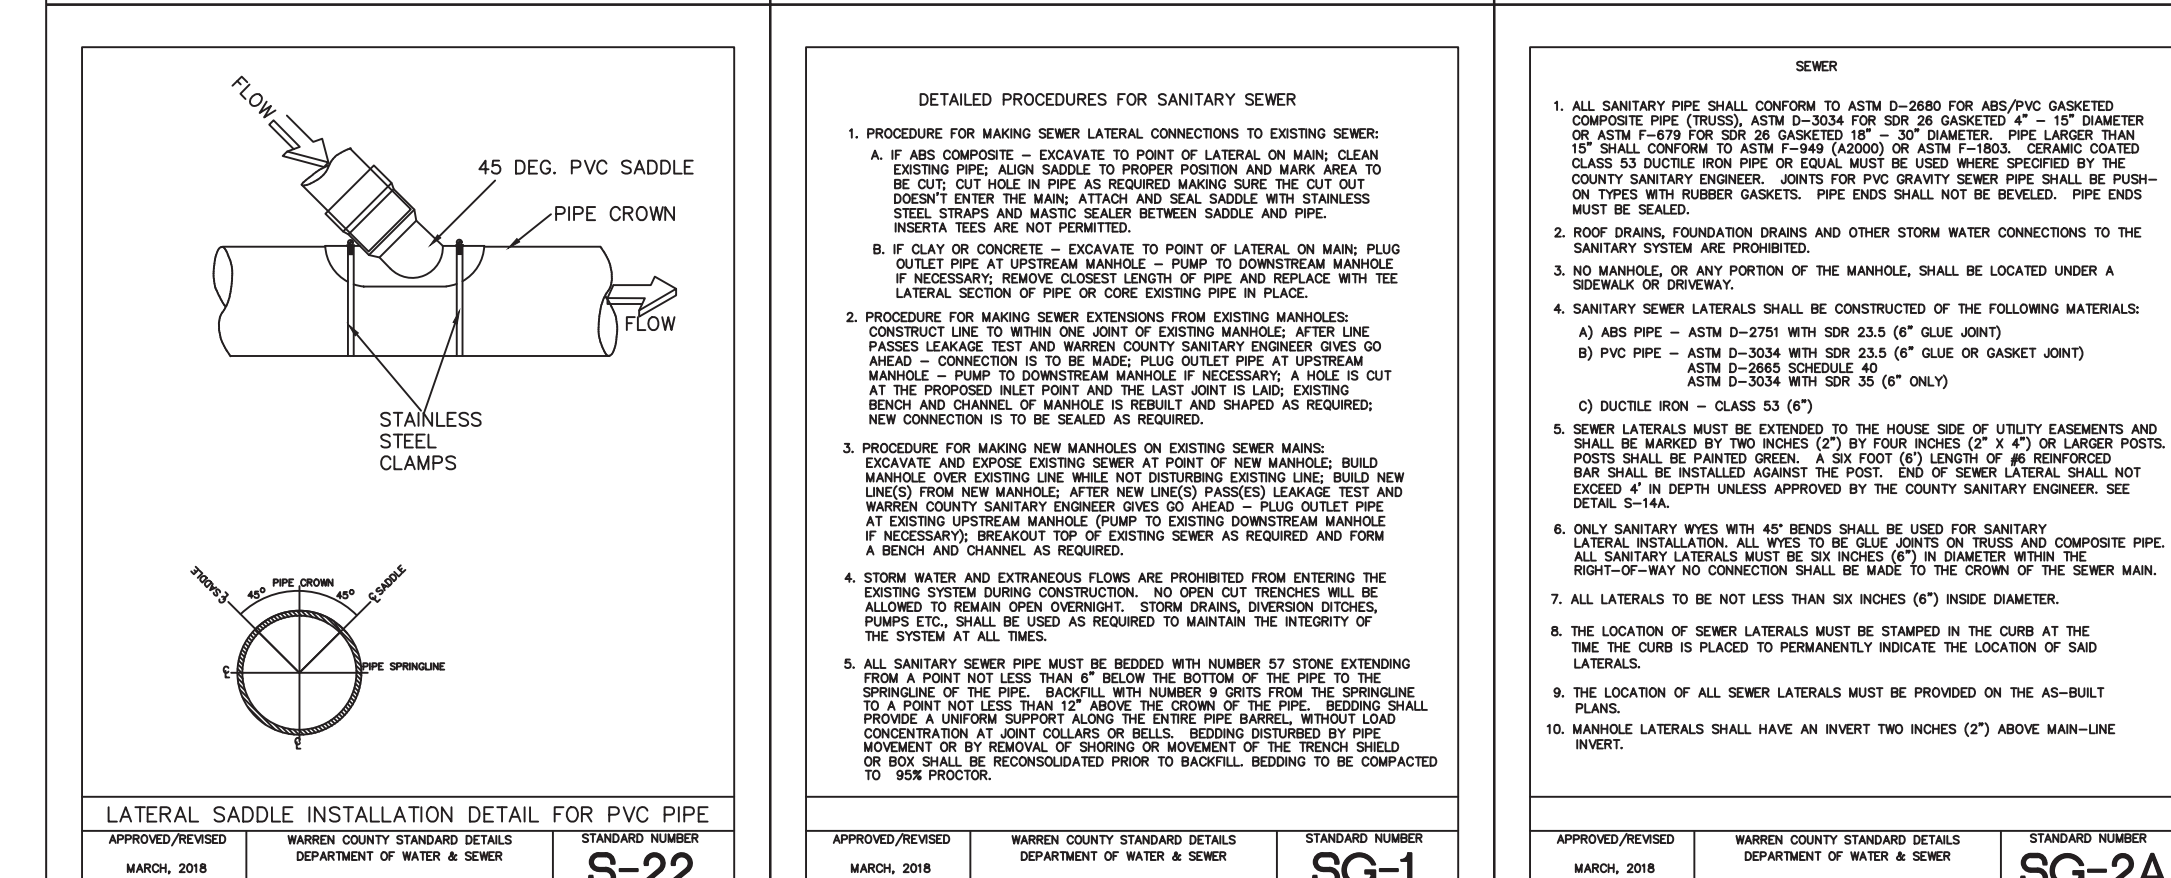 FLOW
45 DEG. PVC SADDLE
PIPE CROWN
FLOW
STAINLESS
STEEL
CLAMPS
℄ SADDLE
45°
PIPE CROWN
45°
℄ SADDLE
℄
PIPE SPRINGLINE
℄
LATERAL SADDLE INSTALLATION DETAIL FOR PVC PIPE
APPROVED/REVISED
MARCH, 2018
WARREN COUNTY STANDARD DETAILS
DEPARTMENT OF WATER & SEWER
STANDARD NUMBER
S-22
DETAILED PROCEDURES FOR SANITARY SEWER
1. PROCEDURE FOR MAKING SEWER LATERAL CONNECTIONS TO EXISTING SEWER:
A. IF ABS COMPOSITE – EXCAVATE TO POINT OF LATERAL ON MAIN; CLEAN
EXISTING PIPE; ALIGN SADDLE TO PROPER POSITION AND MARK AREA TO
BE CUT; CUT HOLE IN PIPE AS REQUIRED MAKING SURE THE CUT OUT
DOESN'T ENTER THE MAIN; ATTACH AND SEAL SADDLE WITH STAINLESS
STEEL STRAPS AND MASTIC SEALER BETWEEN SADDLE AND PIPE.
INSERTA TEES ARE NOT PERMITTED.
B. IF CLAY OR CONCRETE – EXCAVATE TO POINT OF LATERAL ON MAIN; PLUG
OUTLET PIPE AT UPSTREAM MANHOLE – PUMP TO DOWNSTREAM MANHOLE
IF NECESSARY; REMOVE CLOSEST LENGTH OF PIPE AND REPLACE WITH TEE
LATERAL SECTION OF PIPE OR CORE EXISTING PIPE IN PLACE.
2. PROCEDURE FOR MAKING SEWER EXTENSIONS FROM EXISTING MANHOLES:
CONSTRUCT LINE TO WITHIN ONE JOINT OF EXISTING MANHOLE; AFTER LINE
PASSES LEAKAGE TEST AND WARREN COUNTY SANITARY ENGINEER GIVES GO
AHEAD – CONNECTION IS TO BE MADE; PLUG OUTLET PIPE AT UPSTREAM
MANHOLE – PUMP TO DOWNSTREAM MANHOLE IF NECESSARY; A HOLE IS CUT
AT THE PROPOSED INLET POINT AND THE LAST JOINT IS LAID; EXISTING
BENCH AND CHANNEL OF MANHOLE IS REBUILT AND SHAPED AS REQUIRED;
NEW CONNECTION IS TO BE SEALED AS REQUIRED.
3. PROCEDURE FOR MAKING NEW MANHOLES ON EXISTING SEWER MAINS:
EXCAVATE AND EXPOSE EXISTING SEWER AT POINT OF NEW MANHOLE; BUILD
MANHOLE OVER EXISTING LINE WHILE NOT DISTURBING EXISTING LINE; BUILD NEW
LINE(S) FROM NEW MANHOLE; AFTER NEW LINE(S) PASS(ES) LEAKAGE TEST AND
WARREN COUNTY SANITARY ENGINEER GIVES GO AHEAD – PLUG OUTLET PIPE
AT EXISTING UPSTREAM MANHOLE (PUMP TO EXISTING DOWNSTREAM MANHOLE
IF NECESSARY); BREAKOUT TOP OF EXISTING SEWER AS REQUIRED AND FORM
A BENCH AND CHANNEL AS REQUIRED.
4. STORM WATER AND EXTRANEOUS FLOWS ARE PROHIBITED FROM ENTERING THE
EXISTING SYSTEM DURING CONSTRUCTION. NO OPEN CUT TRENCHES WILL BE
ALLOWED TO REMAIN OPEN OVERNIGHT. STORM DRAINS, DIVERSION DITCHES,
PUMPS ETC., SHALL BE USED AS REQUIRED TO MAINTAIN THE INTEGRITY OF
THE SYSTEM AT ALL TIMES.
5. ALL SANITARY SEWER PIPE MUST BE BEDDED WITH NUMBER 57 STONE EXTENDING
FROM A POINT NOT LESS THAN 6" BELOW THE BOTTOM OF THE PIPE TO THE
SPRINGLINE OF THE PIPE. BACKFILL WITH NUMBER 9 GRITS FROM THE SPRINGLINE
TO A POINT NOT LESS THAN 12" ABOVE THE CROWN OF THE PIPE. BEDDING SHALL
PROVIDE A UNIFORM SUPPORT ALONG THE ENTIRE PIPE BARREL, WITHOUT LOAD
CONCENTRATION AT JOINT COLLARS OR BELLS. BEDDING DISTURBED BY PIPE
MOVEMENT OR BY REMOVAL OF SHORING OR MOVEMENT OF THE TRENCH SHIELD
OR BOX SHALL BE RECONSOLIDATED PRIOR TO BACKFILL. BEDDING TO BE COMPACTED
TO 95% PROCTOR.
APPROVED/REVISED
MARCH, 2018
WARREN COUNTY STANDARD DETAILS
DEPARTMENT OF WATER & SEWER
STANDARD NUMBER
SG-1
SEWER
1. ALL SANITARY PIPE SHALL CONFORM TO ASTM D-2680 FOR ABS/PVC GASKETED
COMPOSITE PIPE (TRUSS), ASTM D-3034 FOR SDR 26 GASKETED 4" – 15" DIAMETER
OR ASTM F-679 FOR SDR 26 GASKETED 18" – 30" DIAMETER. PIPE LARGER THAN
15" SHALL CONFORM TO ASTM F-949 (A2000) OR ASTM F-1803. CERAMIC COATED
CLASS 53 DUCTILE IRON PIPE OR EQUAL MUST BE USED WHERE SPECIFIED BY THE
COUNTY SANITARY ENGINEER. JOINTS FOR PVC GRAVITY SEWER PIPE SHALL BE PUSH-
ON TYPES WITH RUBBER GASKETS. PIPE ENDS SHALL NOT BE BEVELED. PIPE ENDS
MUST BE SEALED.
2. ROOF DRAINS, FOUNDATION DRAINS AND OTHER STORM WATER CONNECTIONS TO THE
SANITARY SYSTEM ARE PROHIBITED.
3. NO MANHOLE, OR ANY PORTION OF THE MANHOLE, SHALL BE LOCATED UNDER A
SIDEWALK OR DRIVEWAY.
4. SANITARY SEWER LATERALS SHALL BE CONSTRUCTED OF THE FOLLOWING MATERIALS:
A) ABS PIPE – ASTM D-2751 WITH SDR 23.5 (6" GLUE JOINT)
B) PVC PIPE – ASTM D-3034 WITH SDR 23.5 (6" GLUE OR GASKET JOINT)
ASTM D-2665 SCHEDULE 40
ASTM D-3034 WITH SDR 35 (6" ONLY)
C) DUCTILE IRON – CLASS 53 (6")
5. SEWER LATERALS MUST BE EXTENDED TO THE HOUSE SIDE OF UTILITY EASEMENTS AND
SHALL BE MARKED BY TWO INCHES (2") BY FOUR INCHES (2" X 4") OR LARGER POSTS.
POSTS SHALL BE PAINTED GREEN. A SIX FOOT (6') LENGTH OF #6 REINFORCED
BAR SHALL BE INSTALLED AGAINST THE POST. END OF SEWER LATERAL SHALL NOT
EXCEED 4' IN DEPTH UNLESS APPROVED BY THE COUNTY SANITARY ENGINEER. SEE
DETAIL S-14A.
6. ONLY SANITARY WYES WITH 45° BENDS SHALL BE USED FOR SANITARY
LATERAL INSTALLATION. ALL WYES TO BE GLUE JOINTS ON TRUSS AND COMPOSITE PIPE.
ALL SANITARY LATERALS MUST BE SIX INCHES (6") IN DIAMETER WITHIN THE
RIGHT-OF-WAY NO CONNECTION SHALL BE MADE TO THE CROWN OF THE SEWER MAIN.
7. ALL LATERALS TO BE NOT LESS THAN SIX INCHES (6") INSIDE DIAMETER.
8. THE LOCATION OF SEWER LATERALS MUST BE STAMPED IN THE CURB AT THE
TIME THE CURB IS PLACED TO PERMANENTLY INDICATE THE LOCATION OF SAID
LATERALS.
9. THE LOCATION OF ALL SEWER LATERALS MUST BE PROVIDED ON THE AS-BUILT
PLANS.
10. MANHOLE LATERALS SHALL HAVE AN INVERT TWO INCHES (2") ABOVE MAIN-LINE
INVERT.
APPROVED/REVISED
MARCH, 2018
WARREN COUNTY STANDARD DETAILS
DEPARTMENT OF WATER & SEWER
STANDARD NUMBER
SG-2A